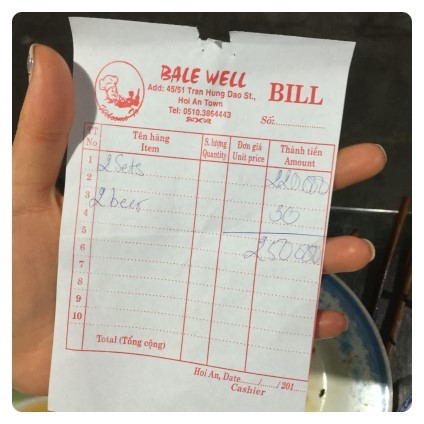 BALE WELL
Add: 45/51 Tran Hung Dao St.,
Hoi An Town
Tel: 0510.3864443
BILL
Số:
Welcome
TT No Tên hàng Item S. lượng Quantity Đơn giá Unit price Thành tiền Amount
1 2 Sets 220.000
2
3 2 beer 30
4
5 250.000
6
7
8
9
10
Total (Tổng cộng)
Hoi An, Date....../....../201....
Cashier